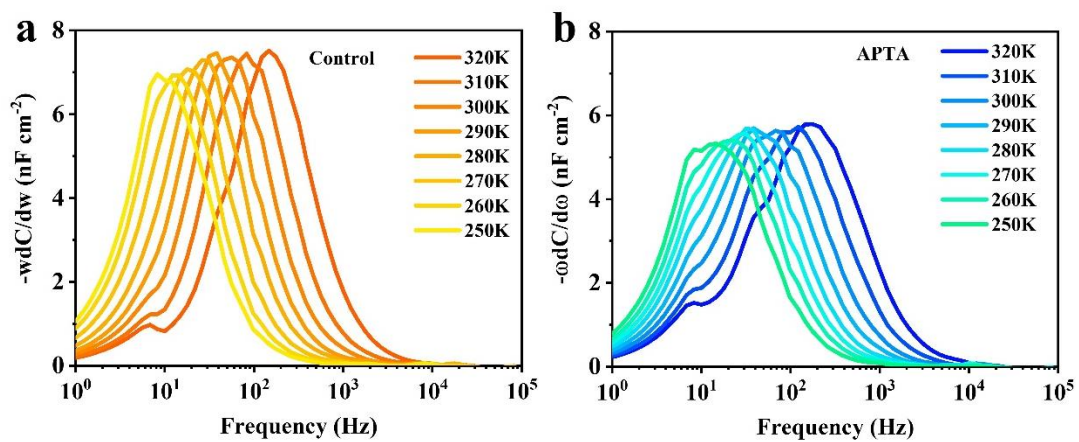 a
Control
320K
310K
300K
290K
280K
270K
260K
250K
-wdC/dw (nF cm⁻²)
8
6
4
2
0
10⁰ 10¹ 10² 10³ 10⁴ 10⁵
Frequency (Hz)
b
APTA
320K
310K
300K
290K
280K
270K
260K
250K
-ωdC/dω (nF cm⁻²)
8
6
4
2
0
10⁰ 10¹ 10² 10³ 10⁴ 10⁵
Frequency (Hz)